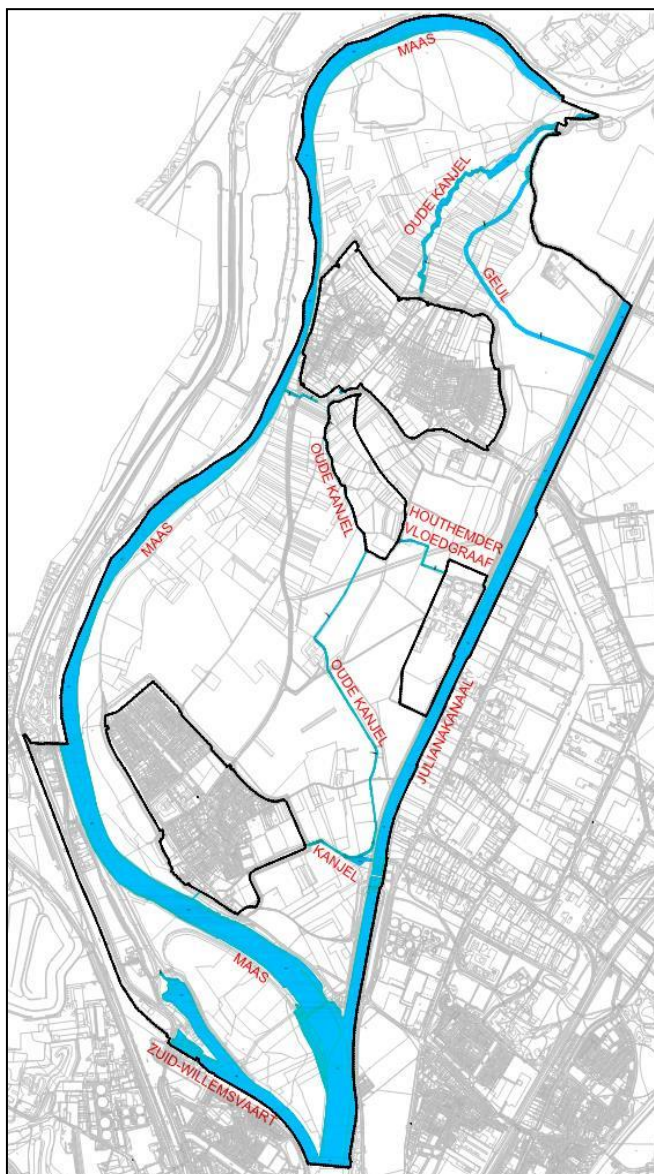 MAAS
OUDE KANJEL
GEUL
OUDE KANJEL
HOUTHEMDER
VLOEDGRAAF
MAAS
OUDE KANJEL
JULIANAKANAAL
KANJEL
MAAS
ZUID-WILLEMSVAART